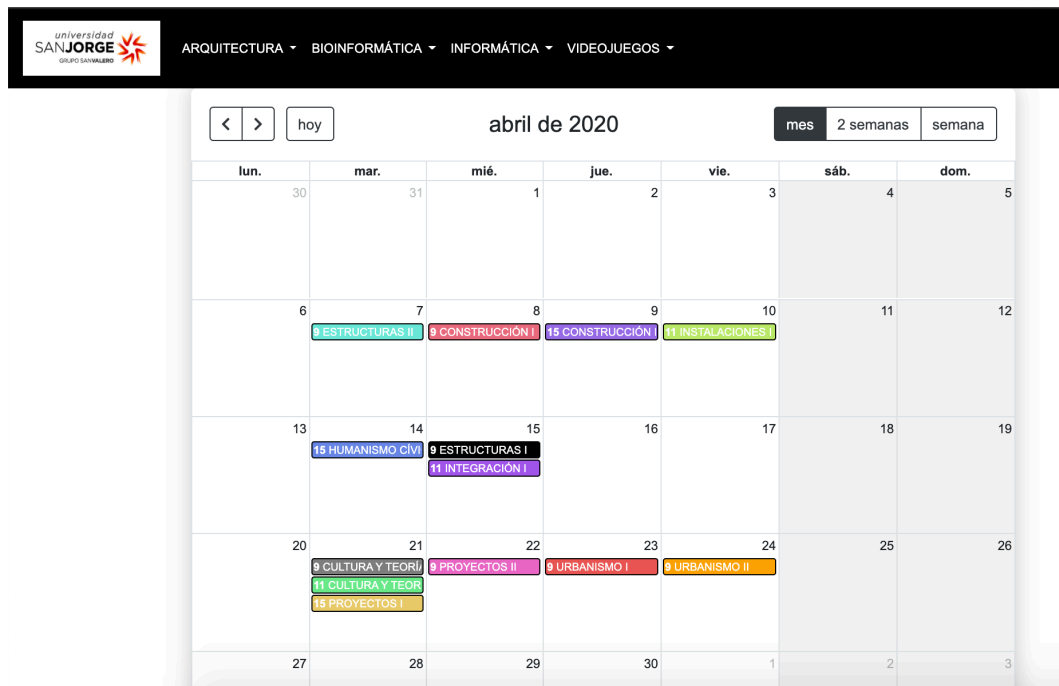 universidad
SANJORGE
GRUPO SANVALERO
ARQUITECTURA BIOINFORMÁTICA INFORMÁTICA VIDEOJUEGOS
hoy abril de 2020 mes 2 semanas semana
lun. mar. mié. jue. vie. sáb. dom.
30 31 1 2 3 4 5
6 7 8 9 10 11 12
9 ESTRUCTURAS II 9 CONSTRUCCIÓN I 15 CONSTRUCCIÓN I 11 INSTALACIONES I
13 14 15 16 17 18 19
15 HUMANISMO CÍVI 9 ESTRUCTURAS I
11 INTEGRACIÓN I
20 21 22 23 24 25 26
9 CULTURA Y TEORÍA 9 PROYECTOS II 9 URBANISMO I 9 URBANISMO II
11 CULTURA Y TEOR
15 PROYECTOS I
27 28 29 30 1 2 3